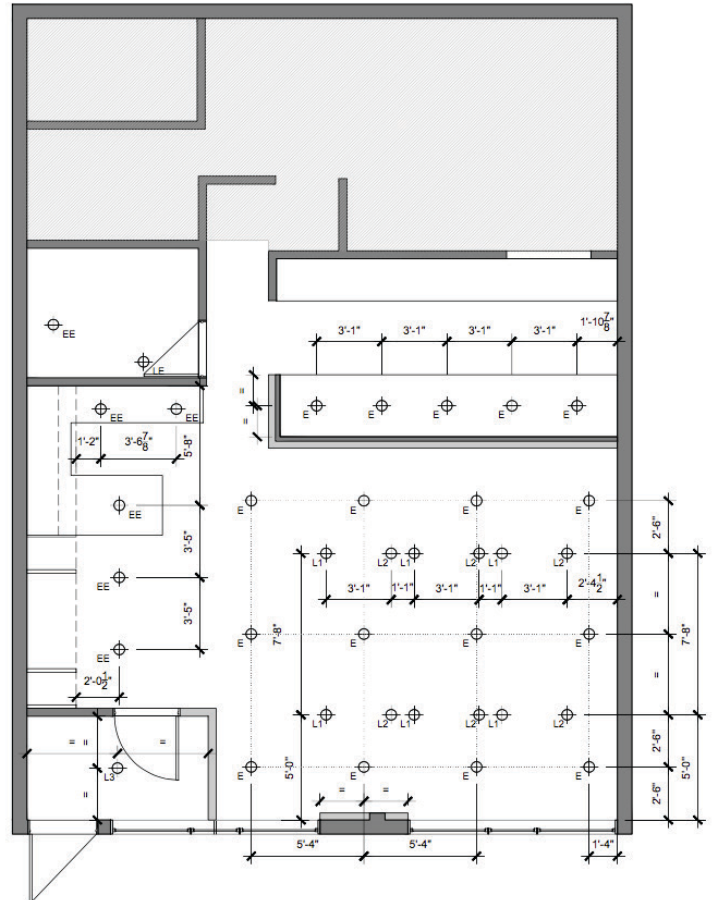 EE
LE
3'-1" 3'-1" 3'-1" 3'-1" 1'-10 7/8"
EE EE
E E E E E
=
=
1'-2" 3'-6 7/8"
5'-8"
EE
E E E E
2'-6"
3'-5"
L1 L2 L1 L2 L1 L2
EE
3'-1" 1'-1" 3'-1" 1'-1" 3'-1" 2'-4 1/2"
=
7'-8"
7'-8"
3'-5"
E E E E
EE
=
2'-0 1/2"
L1 L2 L1 L2 L1 L2
= = =
2'-6"
5'-0"
5'-0"
L3
E E E E
=
= =
2'-6"
5'-4" 5'-4" 1'-4"